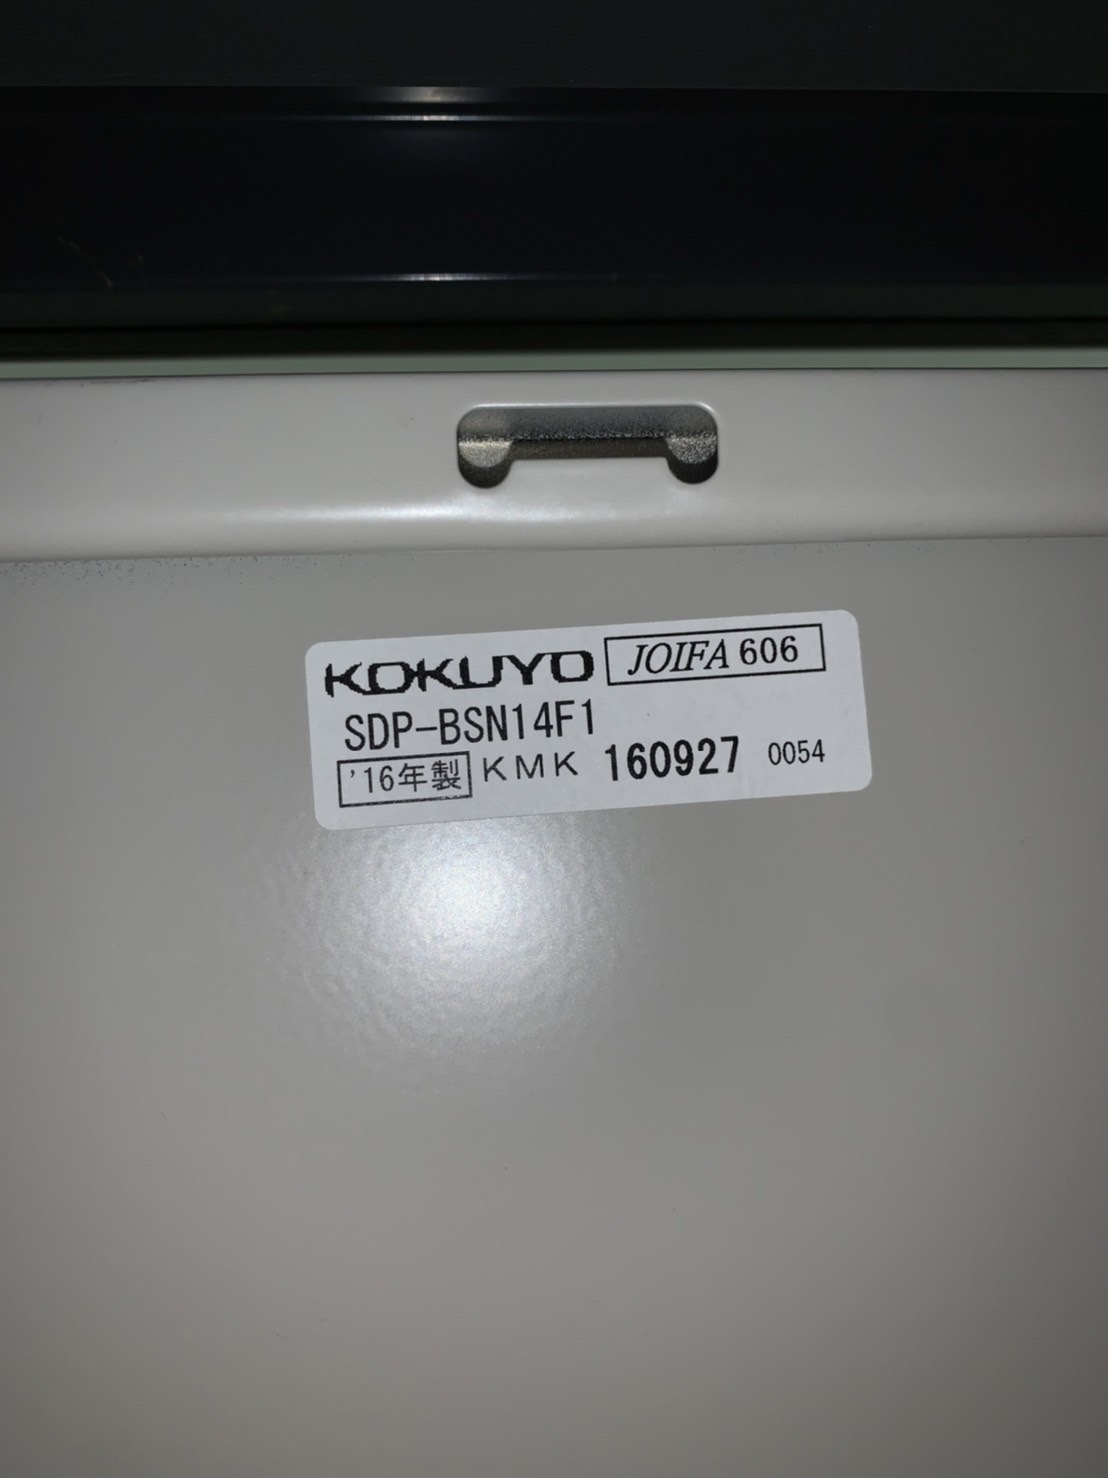 KOKUYO JOIFA 606
SDP-BSN14F1
'16年製 KMK 160927 0054